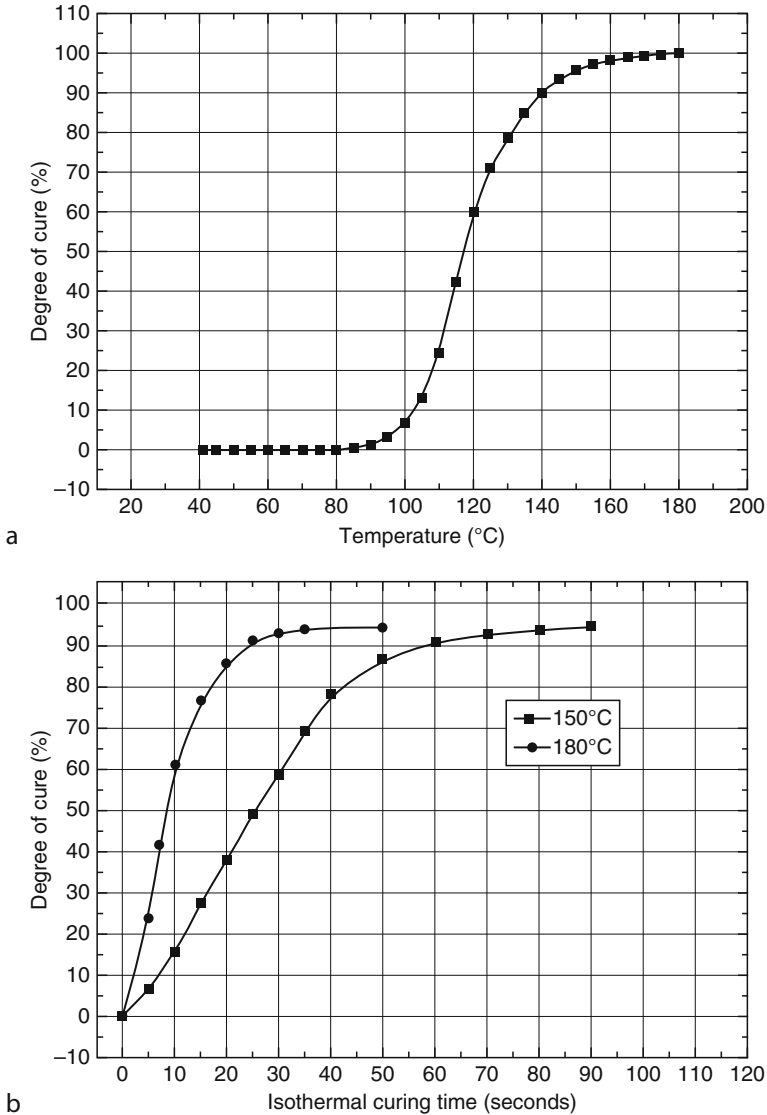 110
100
90
80
70
60
50
40
30
20
10
0
–10
Degree of cure (%)
20 40 60 80 100 120 140 160 180 200
Temperature (°C)
a
100
90
80
70
60
50
40
30
20
10
0
–10
Degree of cure (%)
150°C
180°C
0 10 20 30 40 50 60 70 80 90 100 110 120
Isothermal curing time (seconds)
b